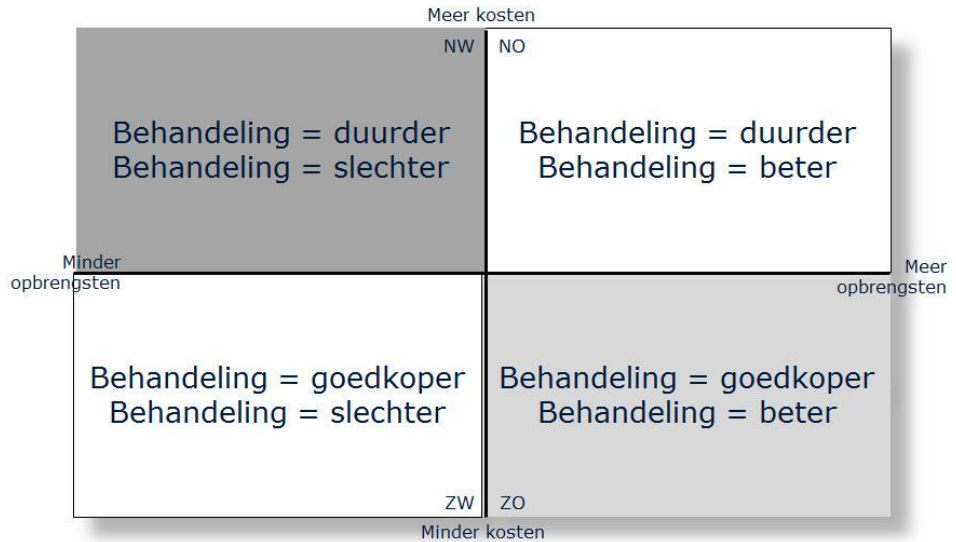 Meer kosten
NW
NO
Behandeling = duurder
Behandeling = slechter
Behandeling = duurder
Behandeling = beter
Minder
opbrengsten
Meer
opbrengsten
Behandeling = goedkoper
Behandeling = slechter
Behandeling = goedkoper
Behandeling = beter
ZW
ZO
Minder kosten